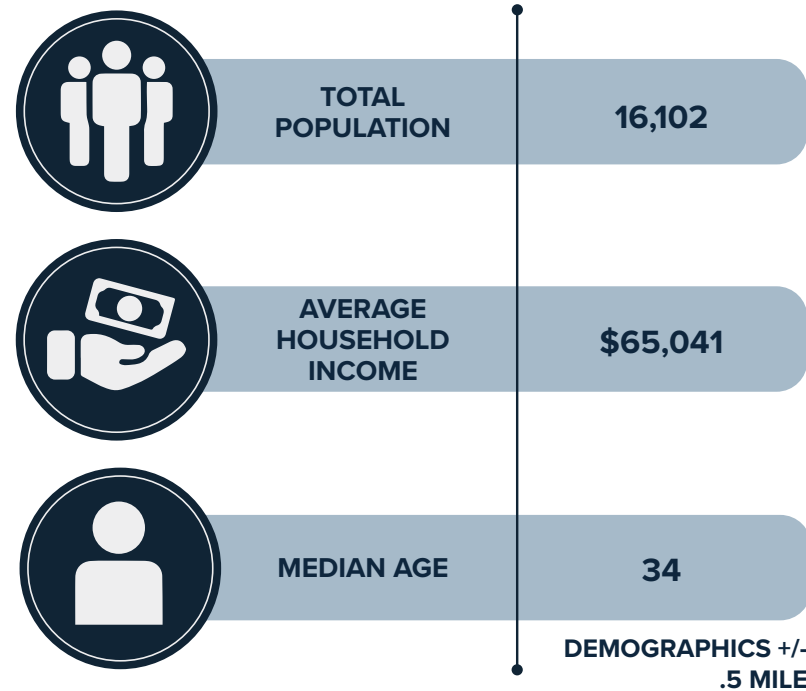 TOTAL
POPULATION
16,102
AVERAGE
HOUSEHOLD
INCOME
$65,041
MEDIAN AGE
34
DEMOGRAPHICS +/-
.5 MILE